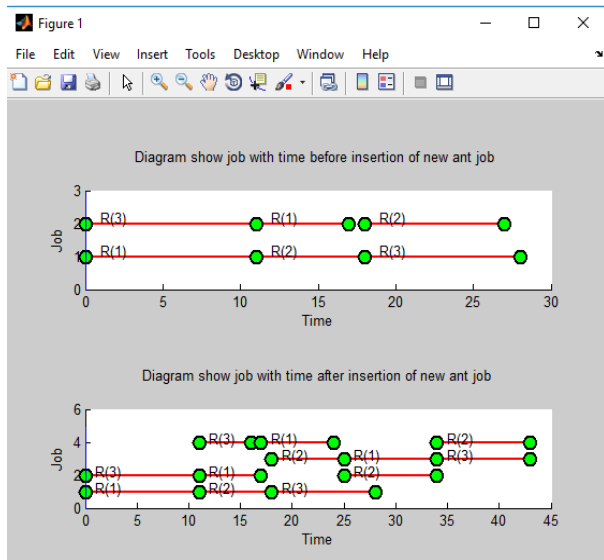 Figure 1
File Edit View Insert Tools Desktop Window Help
Diagram show job with time before insertion of new ant job
3
2 R(3) R(1) R(2)
Job
1 R(1) R(2) R(3)
0
0 5 10 15 20 25 30
Time
Diagram show job with time after insertion of new ant job
6
4 R(3) R(1) R(2)
R(2) R(1) R(3)
Job
2 R(3) R(1) R(2)
R(1) R(2) R(3)
0
0 5 10 15 20 25 30 35 40 45
Time